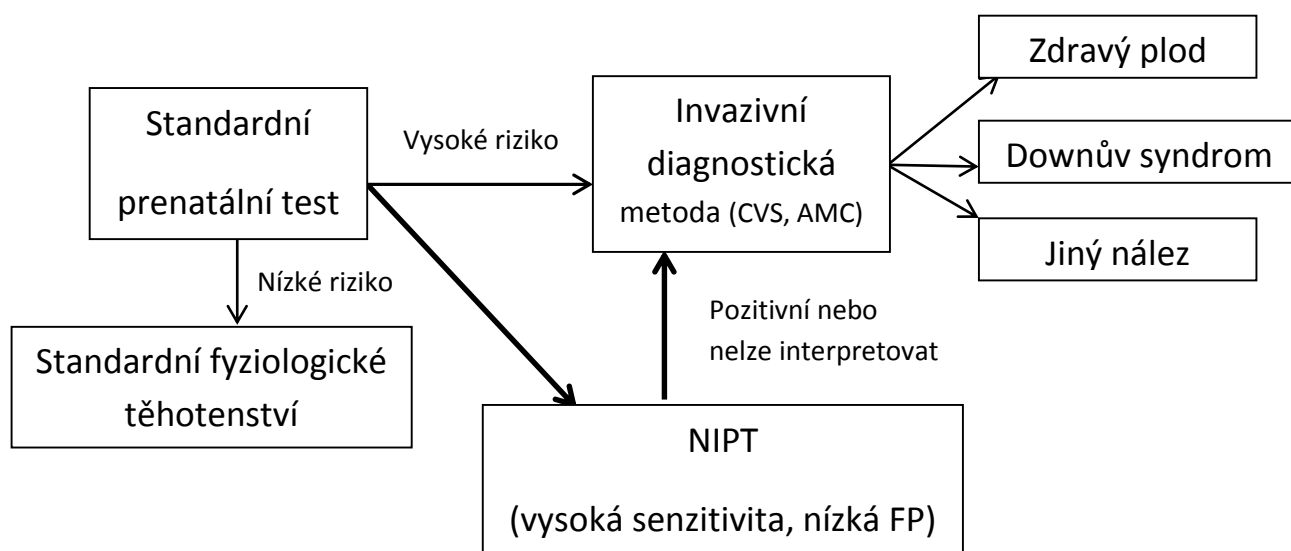 Standardní
prenatální test
Vysoké riziko
Invazivní
diagnostická
metoda (CVS, AMC)
Zdravý plod
Downův syndrom
Jiný nález
Nízké riziko
Standardní fyziologické
těhotenství
Pozitivní nebo
nelze interpretovat
NIPT
(vysoká senzitivita, nízká FP)